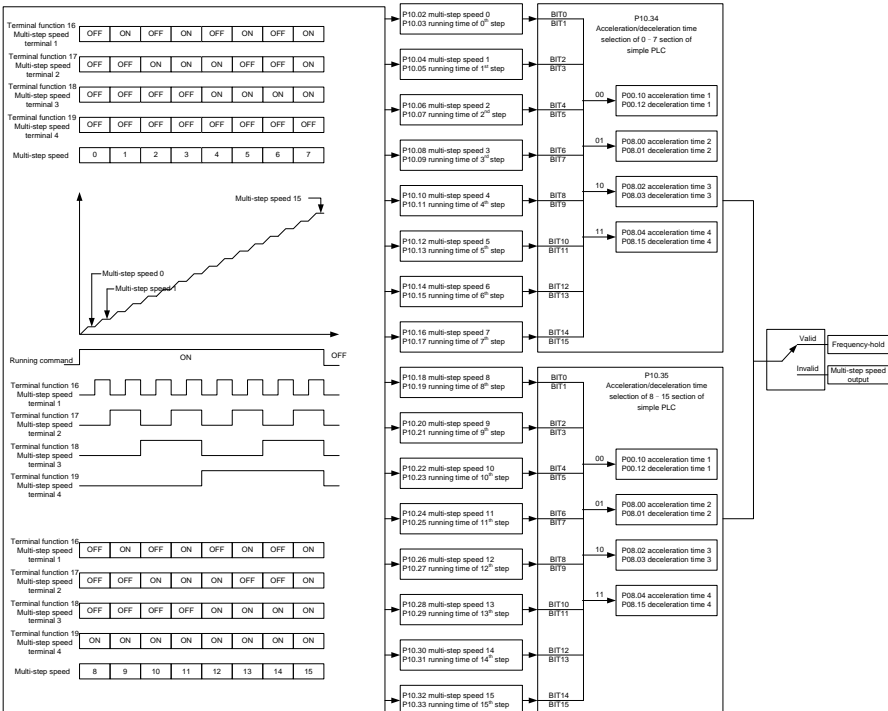 Terminal function 16
Multi-step speed
terminal 1
OFF ON OFF ON OFF ON OFF ON
Terminal function 17
Multi-step speed
terminal 2
OFF OFF ON ON OFF OFF ON ON
Terminal function 18
Multi-step speed
terminal 3
OFF OFF OFF OFF ON ON ON ON
Terminal function 19
Multi-step speed
terminal 4
OFF OFF OFF OFF OFF OFF OFF OFF
Multi-step speed 0 1 2 3 4 5 6 7
Multi-step speed 15
Multi-step speed 0
Multi-step speed 1
Running command
ON
OFF
Terminal function 16
Multi-step speed
terminal 1
Terminal function 17
Multi-step speed
terminal 2
Terminal function 18
Multi-step speed
terminal 3
Terminal function 19
Multi-step speed
terminal 4
Terminal function 16
Multi-step speed
terminal 1
OFF ON OFF ON OFF ON OFF ON
Terminal function 17
Multi-step speed
terminal 2
OFF OFF ON ON OFF OFF ON ON
Terminal function 18
Multi-step speed
terminal 3
OFF OFF OFF OFF ON ON ON ON
Terminal function 19
Multi-step speed
terminal 4
ON ON ON ON ON ON ON ON
Multi-step speed 8 9 10 11 12 13 14 15
P10.02 multi-step speed 0
P10.03 running time of 0th step
BIT0
BIT1
P10.04 multi-step speed 1
P10.05 running time of 1st step
BIT2
BIT3
P10.06 multi-step speed 2
P10.07 running time of 2nd step
BIT4
BIT5
P10.08 multi-step speed 3
P10.09 running time of 3rd step
BIT6
BIT7
P10.10 multi-step speed 4
P10.11 running time of 4th step
BIT8
BIT9
P10.12 multi-step speed 5
P10.13 running time of 5th step
BIT10
BIT11
P10.14 multi-step speed 6
P10.15 running time of 6th step
BIT12
BIT13
P10.16 multi-step speed 7
P10.17 running time of 7th step
BIT14
BIT15
P10.34
Acceleration/deceleration time
selection of 0 - 7 section of
simple PLC
00
P00.10 acceleration time 1
P00.12 deceleration time 1
01
P08.00 acceleration time 2
P08.01 deceleration time 2
10
P08.02 acceleration time 3
P08.03 deceleration time 3
11
P08.04 acceleration time 4
P08.15 deceleration time 4
P10.18 multi-step speed 8
P10.19 running time of 8th step
BIT0
BIT1
P10.20 multi-step speed 9
P10.21 running time of 9th step
BIT2
BIT3
P10.22 multi-step speed 10
P10.23 running time of 10th step
BIT4
BIT5
P10.24 multi-step speed 11
P10.25 running time of 11th step
BIT6
BIT7
P10.26 multi-step speed 12
P10.27 running time of 12th step
BIT8
BIT9
P10.28 multi-step speed 13
P10.29 running time of 13th step
BIT10
BIT11
P10.30 multi-step speed 14
P10.31 running time of 14th step
BIT12
BIT13
P10.32 multi-step speed 15
P10.33 running time of 15th step
BIT14
BIT15
P10.35
Acceleration/deceleration time
selection of 8 - 15 section of
simple PLC
00
P00.10 acceleration time 1
P00.12 deceleration time 1
01
P08.00 acceleration time 2
P08.01 deceleration time 2
10
P08.02 acceleration time 3
P08.03 deceleration time 3
11
P08.04 acceleration time 4
P08.15 deceleration time 4
Valid
Frequency-hold
Invalid
Multi-step speed
output